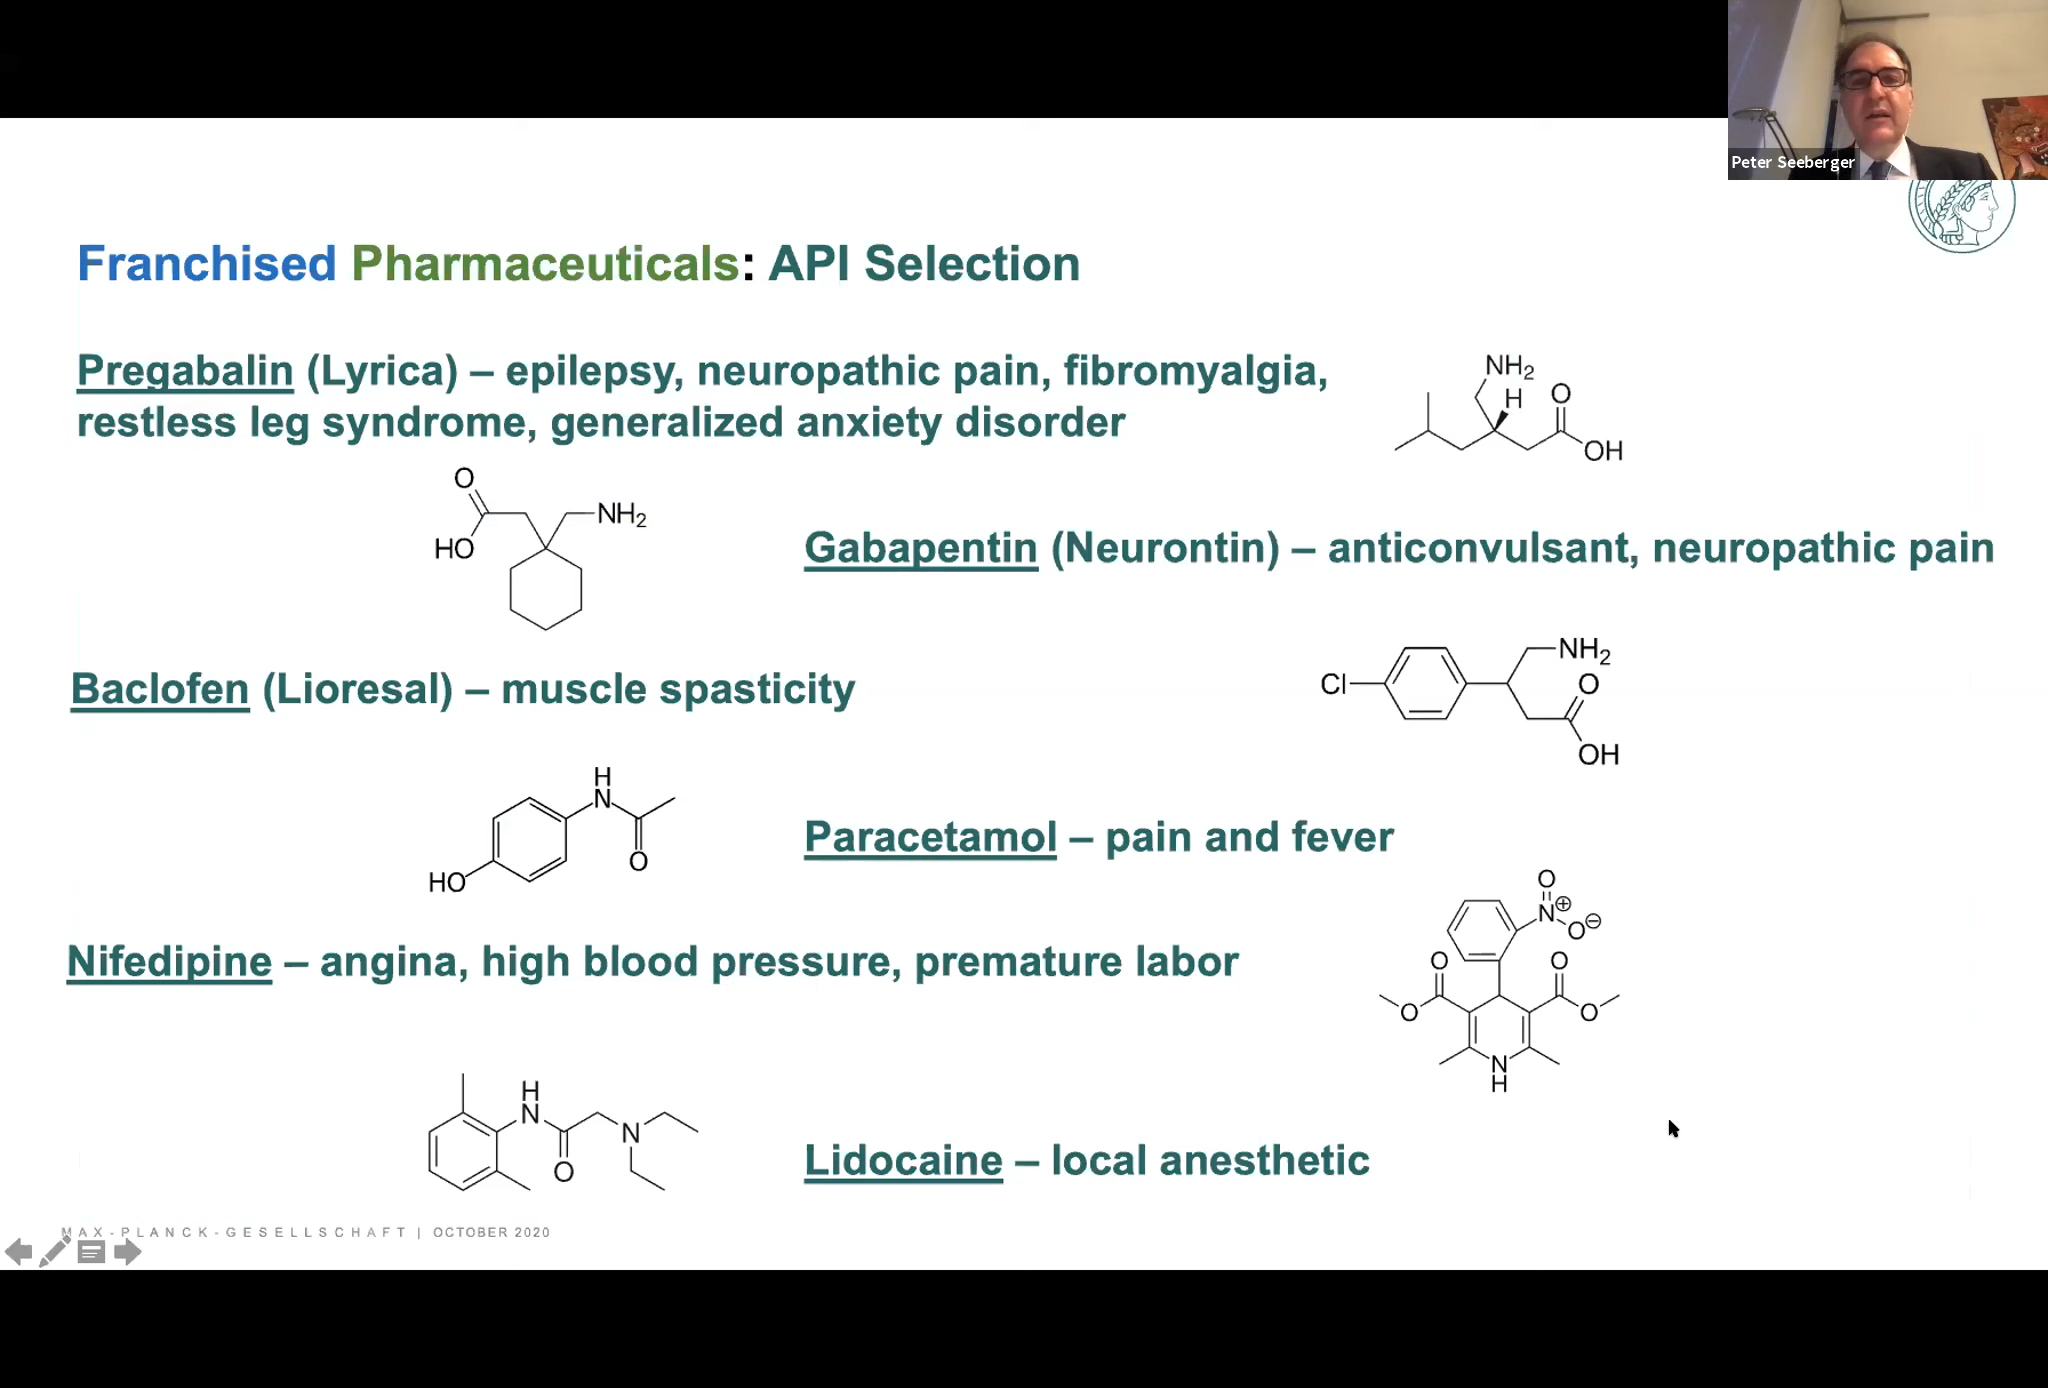 Peter Seeberger
Franchised Pharmaceuticals: API Selection
Pregabalin (Lyrica) – epilepsy, neuropathic pain, fibromyalgia,
restless leg syndrome, generalized anxiety disorder
NH2
H
O
OH
O
HO
NH2
Gabapentin (Neurontin) – anticonvulsant, neuropathic pain
Baclofen (Lioresal) – muscle spasticity
Cl
NH2
O
OH
H
N
O
HO
Paracetamol – pain and fever
Nifedipine – angina, high blood pressure, premature labor
O
N⊕
O⊖
O
O
O
O
N
H
H
N
O
N
Lidocaine – local anesthetic
MAX-PLANCK-GESELLSCHAFT | OCTOBER 2020